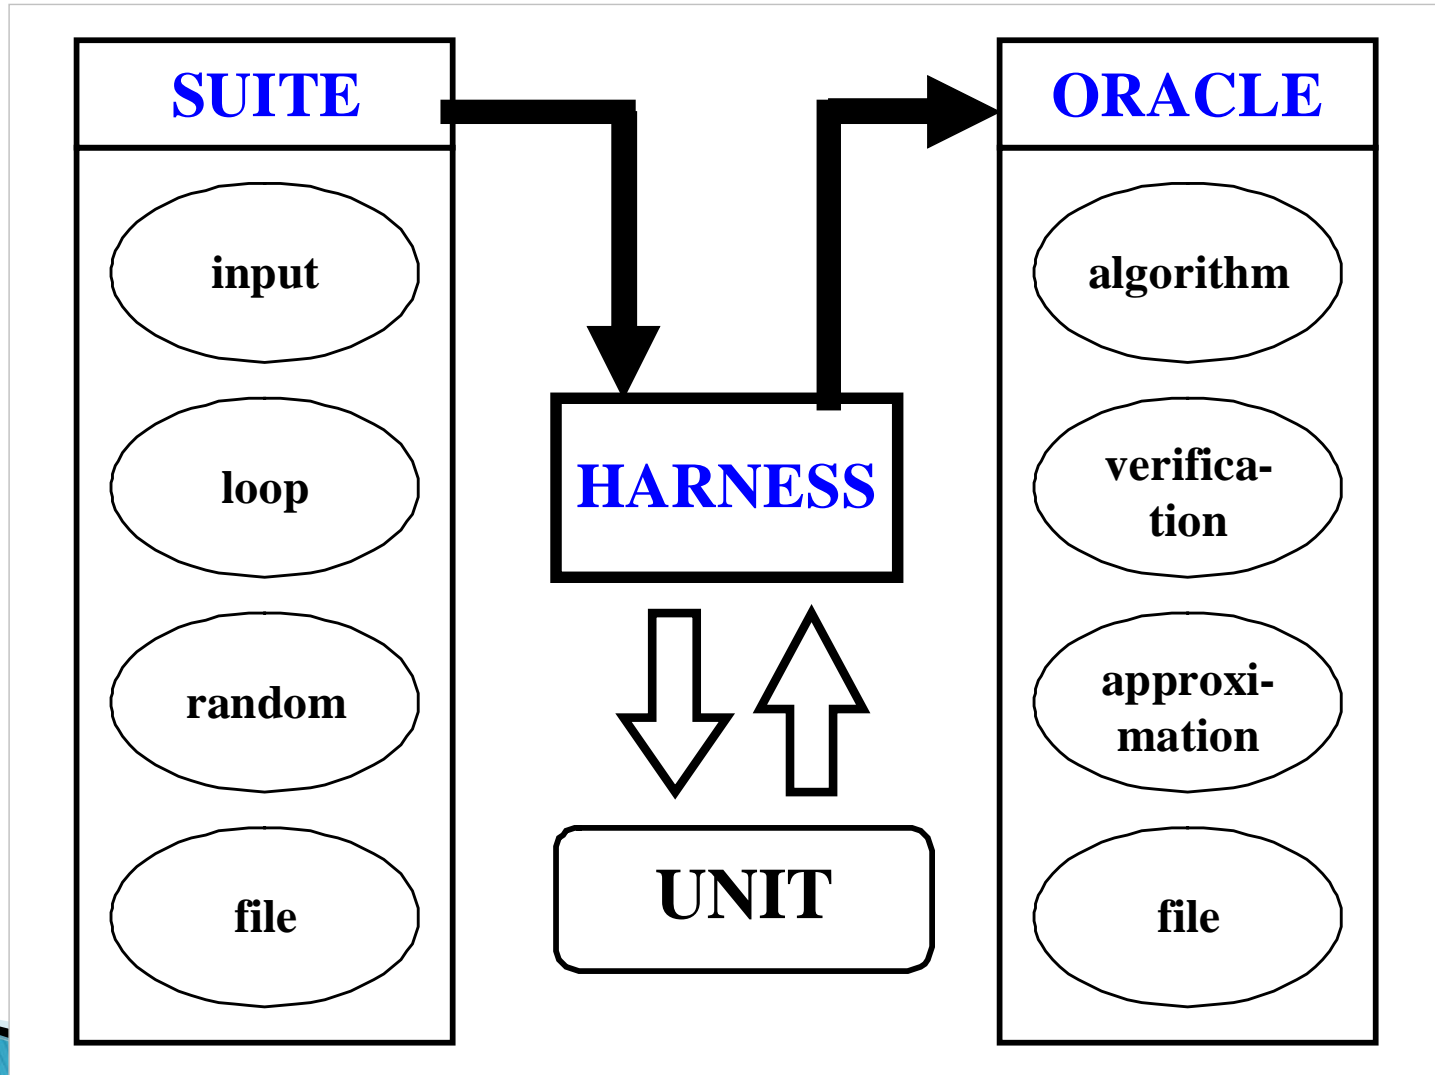 SUITE
input
loop
random
file
HARNESS
UNIT
ORACLE
algorithm
verifica-
tion
approxi-
mation
file